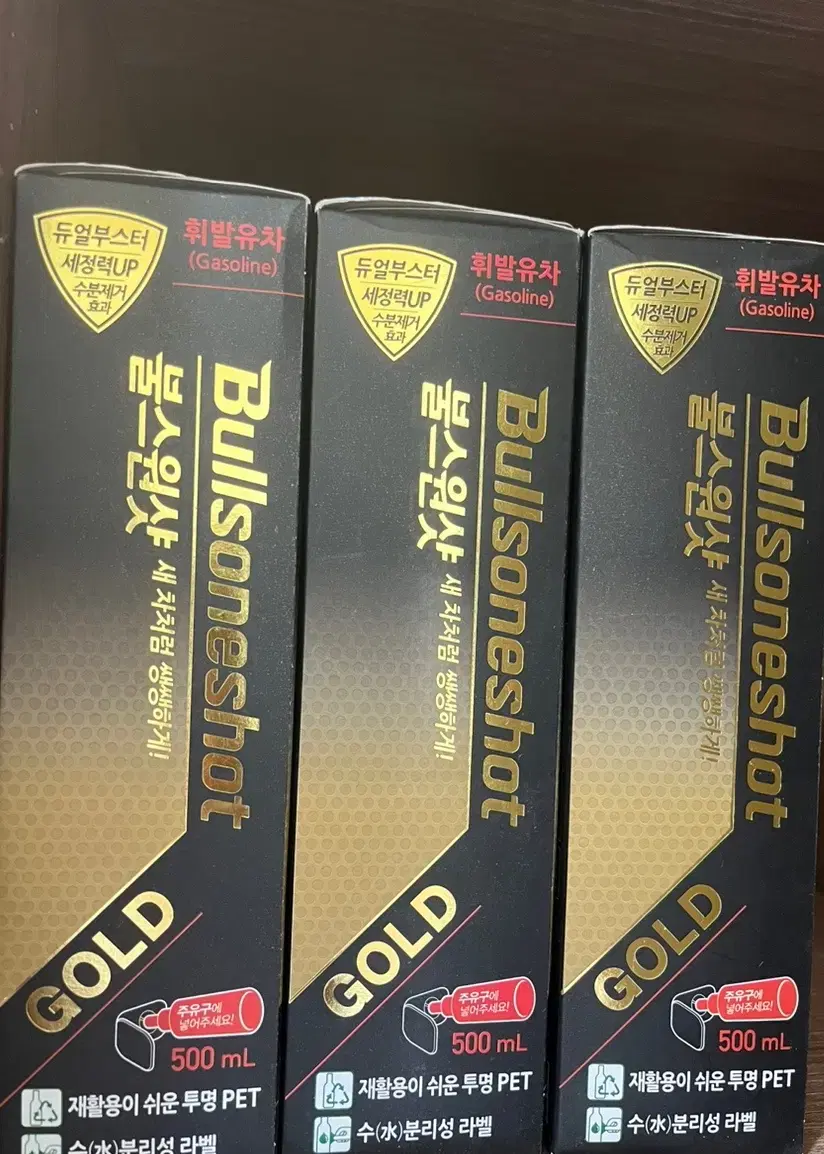 듀얼부스터
세정력UP
수분제거
효과
휘발유차
(Gasoline)
Bullsoneshot
불스원샷 새 차처럼 쌩쌩하게!
GOLD
주유구에
넣어주세요!
500 mL
재활용이 쉬운 투명 PET
수(水)분리성 라벨
듀얼부스터
세정력UP
수분제거
효과
휘발유차
(Gasoline)
Bullsoneshot
불스원샷 새 차처럼 쌩쌩하게!
GOLD
주유구에
넣어주세요!
500 mL
재활용이 쉬운 투명 PET
수(水)분리성 라벨
듀얼부스터
세정력UP
수분제거
효과
휘발유차
(Gasoline)
Bullsoneshot
불스원샷 새 차처럼 쌩쌩하게!
GOLD
주유구에
넣어주세요!
500 mL
재활용이 쉬운 투명 PET
수(水)분리성 라벨